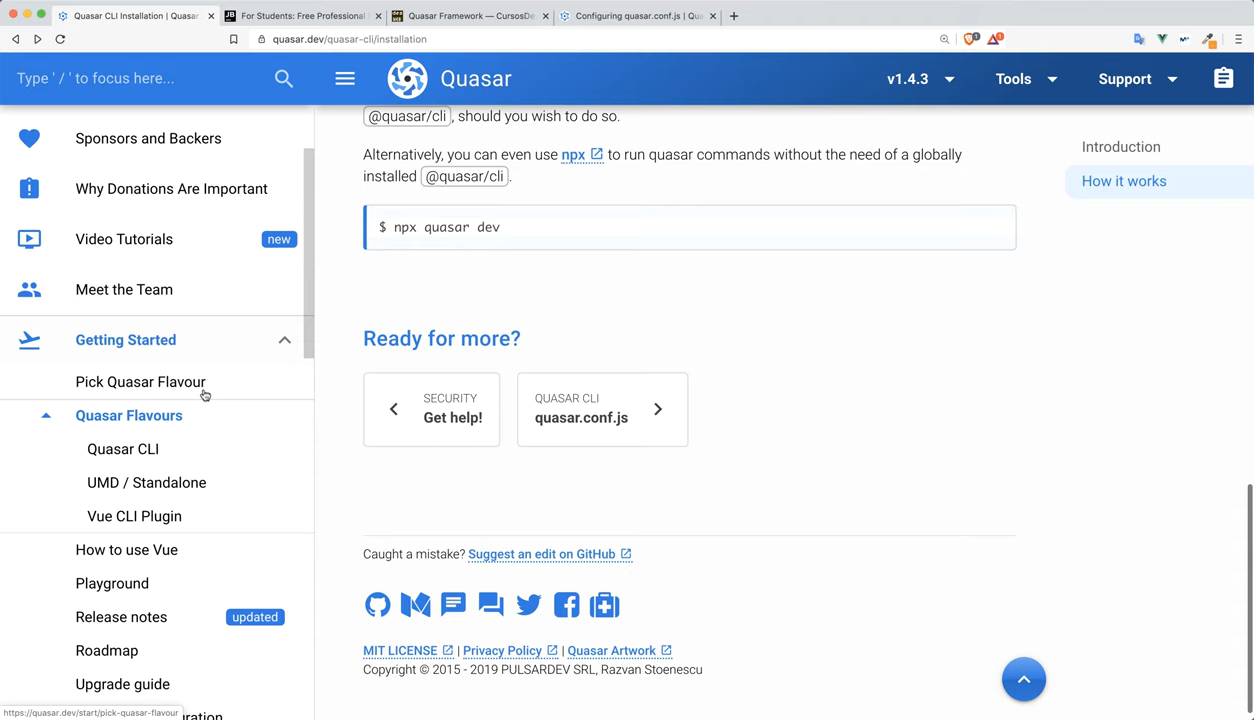 Quasar CLI Installation | Quasar
For Students: Free Professional
Quasar Framework — CursosDe
Configuring quasar.conf.js | Qua
quasar.dev/quasar-cli/installation
Type ' / ' to focus here...
Quasar
v1.4.3
Tools
Support
Sponsors and Backers
Why Donations Are Important
Video Tutorials
new
Meet the Team
Getting Started
Pick Quasar Flavour
Quasar Flavours
Quasar CLI
UMD / Standalone
Vue CLI Plugin
How to use Vue
Playground
Release notes
updated
Roadmap
Upgrade guide
https://quasar.dev/start/pick-quasar-flavour
@quasar/cli , should you wish to do so.
Alternatively, you can even use npx to run quasar commands without the need of a globally
installed @quasar/cli .
$ npx quasar dev
Ready for more?
SECURITY
Get help!
QUASAR CLI
quasar.conf.js
Caught a mistake? Suggest an edit on GitHub
MIT LICENSE | Privacy Policy | Quasar Artwork
Copyright © 2015 - 2019 PULSARDEV SRL, Razvan Stoenescu
Introduction
How it works